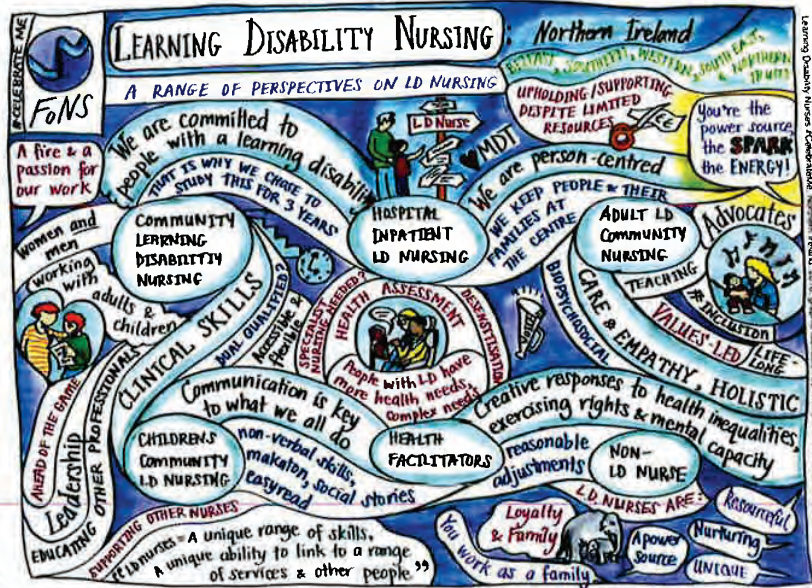 #CELEBRATE ME
FoNS
LEARNING DISABILITY NURSING:
Northern Ireland
BELFAST, SOUTHERN, WESTERN, SOUTH EAST,
& NORTHERN
TRUSTS
A RANGE OF PERSPECTIVES ON LD NURSING
A fire & a
passion for
our work
We are committed to
people with a learning disability
THAT IS WHY WE CHOSE TO
STUDY THIS FOR 3 YEARS
LD Nurse
MDT
UPHOLDING/SUPPORTING
DESPITE LIMITED
RESOURCES
You're the
power source,
the SPARK
the ENERGY!
We are person-centred
WE KEEP PEOPLE & THEIR
FAMILIES AT
THE CENTRE
COMMUNITY
LERNING
DISABILITIY
NURSING
HOSPITAL
INPATIENT
LD NURSING
ADULT LD
COMMUNITY
NURSING
Advocates
TEACHING
# INCLUSION
VALUES-LED
LIFE-
LONG
women and
men
working
with
adults &
children
CLINICAL SKILLS
DUAL QUALIFIED?
Accessible &
flexible
SPECIALIST
NURSING NEEDED?
HEALTH ASSESSMENT
DESENSITISATION
People with LD have
more health needs,
complex needs
BIOPSYCHOSOCIAL
CARE & EMPATHY, HOLISTIC
AHEAD OF THE GAME
Leadership
EDUCATING OTHER PROFESSIONALS
SUPPORTING OTHER NURSES
Communication is key
to what we all do
Creative responses to health inequalities,
exercising rights & mental capacity
CHILDRENS
COMMUNITY
LD NURSING
non-verbal skills,
makaton, social stories
easyread
HEALTH
FACILITATORS
reasonable
adjustments
NON-
LD NURSE
LD NURSES = A unique range of skills,
A unique ability to link to a range
of services & other people"
You work as a family
Loyalty
& Family
L.D. NURSES ARE:
A power
source
Resourceful
Nurturing
UNIQUE